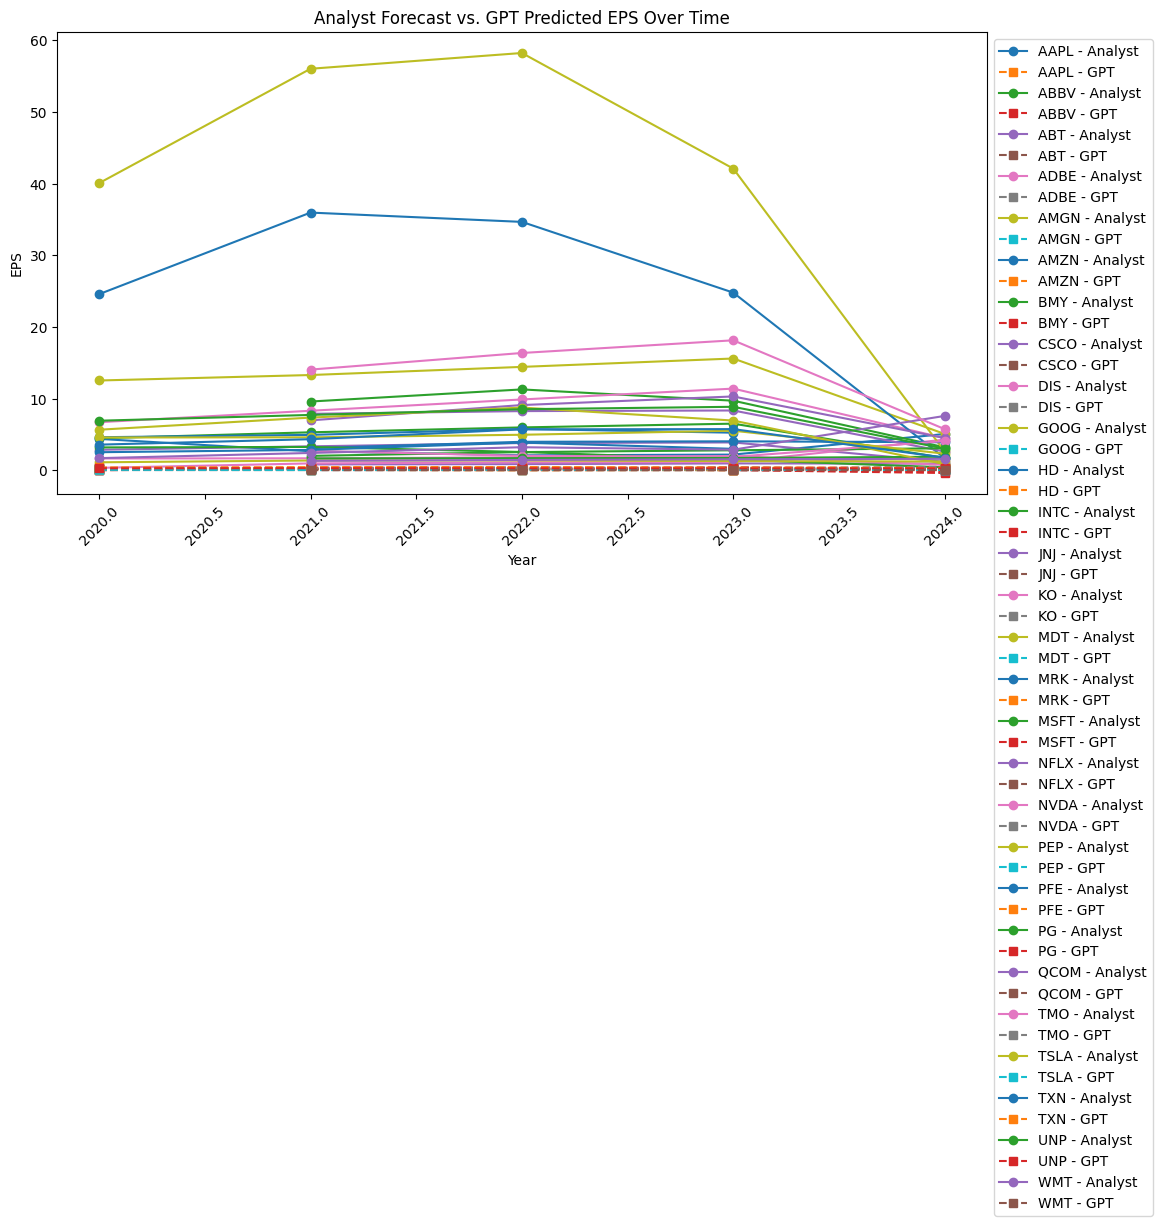 Analyst Forecast vs. GPT Predicted EPS Over Time
60
50
40
30
20
10
0
EPS
2020.0
2020.5
2021.0
2021.5
2022.0
2022.5
2023.0
2023.5
2024.0
Year
AAPL - Analyst
AAPL - GPT
ABBV - Analyst
ABBV - GPT
ABT - Analyst
ABT - GPT
ADBE - Analyst
ADBE - GPT
AMGN - Analyst
AMGN - GPT
AMZN - Analyst
AMZN - GPT
BMY - Analyst
BMY - GPT
CSCO - Analyst
CSCO - GPT
DIS - Analyst
DIS - GPT
GOOG - Analyst
GOOG - GPT
HD - Analyst
HD - GPT
INTC - Analyst
INTC - GPT
JNJ - Analyst
JNJ - GPT
KO - Analyst
KO - GPT
MDT - Analyst
MDT - GPT
MRK - Analyst
MRK - GPT
MSFT - Analyst
MSFT - GPT
NFLX - Analyst
NFLX - GPT
NVDA - Analyst
NVDA - GPT
PEP - Analyst
PEP - GPT
PFE - Analyst
PFE - GPT
PG - Analyst
PG - GPT
QCOM - Analyst
QCOM - GPT
TMO - Analyst
TMO - GPT
TSLA - Analyst
TSLA - GPT
TXN - Analyst
TXN - GPT
UNP - Analyst
UNP - GPT
WMT - Analyst
WMT - GPT